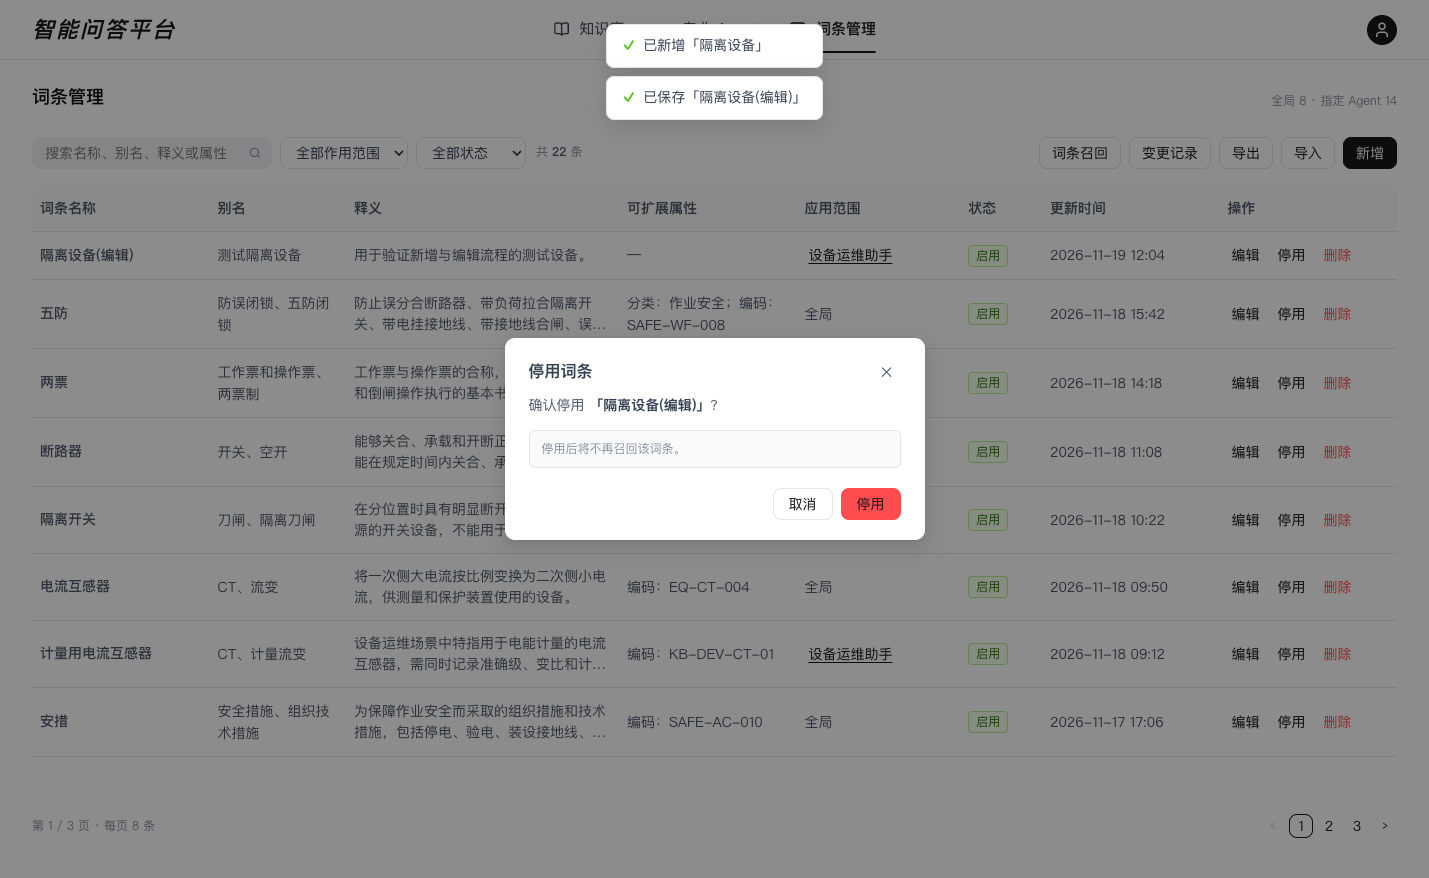 智能问答平台
词条管理
已新增「隔离设备」
已保存「隔离设备(编辑)」
词条管理
全局 8 · 指定 Agent 14
搜索名称、别名、释义或属性
全部作用范围
全部状态
共 22 条
词条召回
变更记录
导出
导入
新增
词条名称 别名 释义 可扩展属性 应用范围 状态 更新时间 操作
隔离设备(编辑) 测试隔离设备 用于验证新增与编辑流程的测试设备。 — 设备运维助手 启用 2026-11-19 12:04 编辑 停用 删除
五防 防误闭锁、五防闭锁 防止误分合断路器、带负荷拉合隔离开关、带电挂接地线、带接地线合闸、误… 分类：作业安全；编码：SAFE-WF-008 全局 启用 2026-11-18 15:42 编辑 停用 删除
两票 工作票和操作票、两票制 工作票与操作票的合称， 和倒闸操作执行的基本书 启用 2026-11-18 14:18 编辑 停用 删除
断路器 开关、空开 能够关合、承载和开断正 能在规定时间内关合、承 启用 2026-11-18 11:08 编辑 停用 删除
隔离开关 刀闸、隔离刀闸 在分位置时具有明显断开 源的开关设备，不能用于 启用 2026-11-18 10:22 编辑 停用 删除
电流互感器 CT、流变 将一次侧大电流按比例变换为二次侧小电流，供测量和保护装置使用的设备。 编码：EQ-CT-004 全局 启用 2026-11-18 09:50 编辑 停用 删除
计量用电流互感器 CT、计量流变 设备运维场景中特指用于电能计量的电流互感器，需同时记录准确级、变比和计… 编码：KB-DEV-CT-01 设备运维助手 启用 2026-11-18 09:12 编辑 停用 删除
安措 安全措施、组织技术措施 为保障作业安全而采取的组织措施和技术措施，包括停电、验电、装设接地线、… 编码：SAFE-AC-010 全局 启用 2026-11-17 17:06 编辑 停用 删除
停用词条
确认停用 「隔离设备(编辑)」？
停用后将不再召回该词条。
取消
停用
第 1 / 3 页 · 每页 8 条
1 2 3